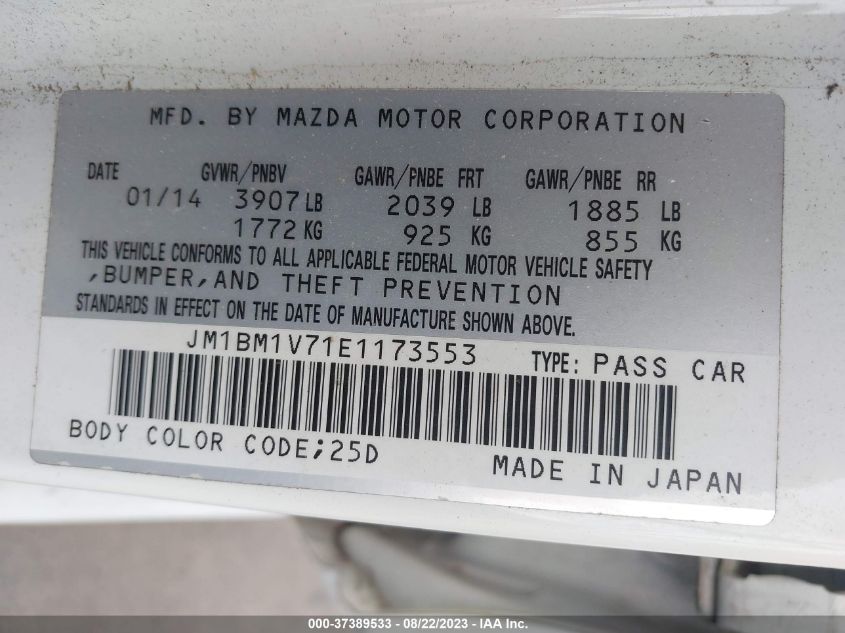 MFD. BY MAZDA MOTOR CORPORATION
DATE GVWR/PNBV GAWR/PNBE FRT GAWR/PNBE RR
01/14 3907 LB 2039 LB 1885 LB
1772 KG 925 KG 855 KG
THIS VEHICLE CONFORMS TO ALL APPLICABLE FEDERAL MOTOR VEHICLE SAFETY
,BUMPER,AND THEFT PREVENTION
STANDARDS IN EFFECT ON THE DATE OF MANUFACTURE SHOWN ABOVE.
JM1BM1V71E1173553 TYPE: PASS CAR
BODY COLOR CODE;25D
MADE IN JAPAN
000-37389533 - 08/22/2023 - IAA Inc.